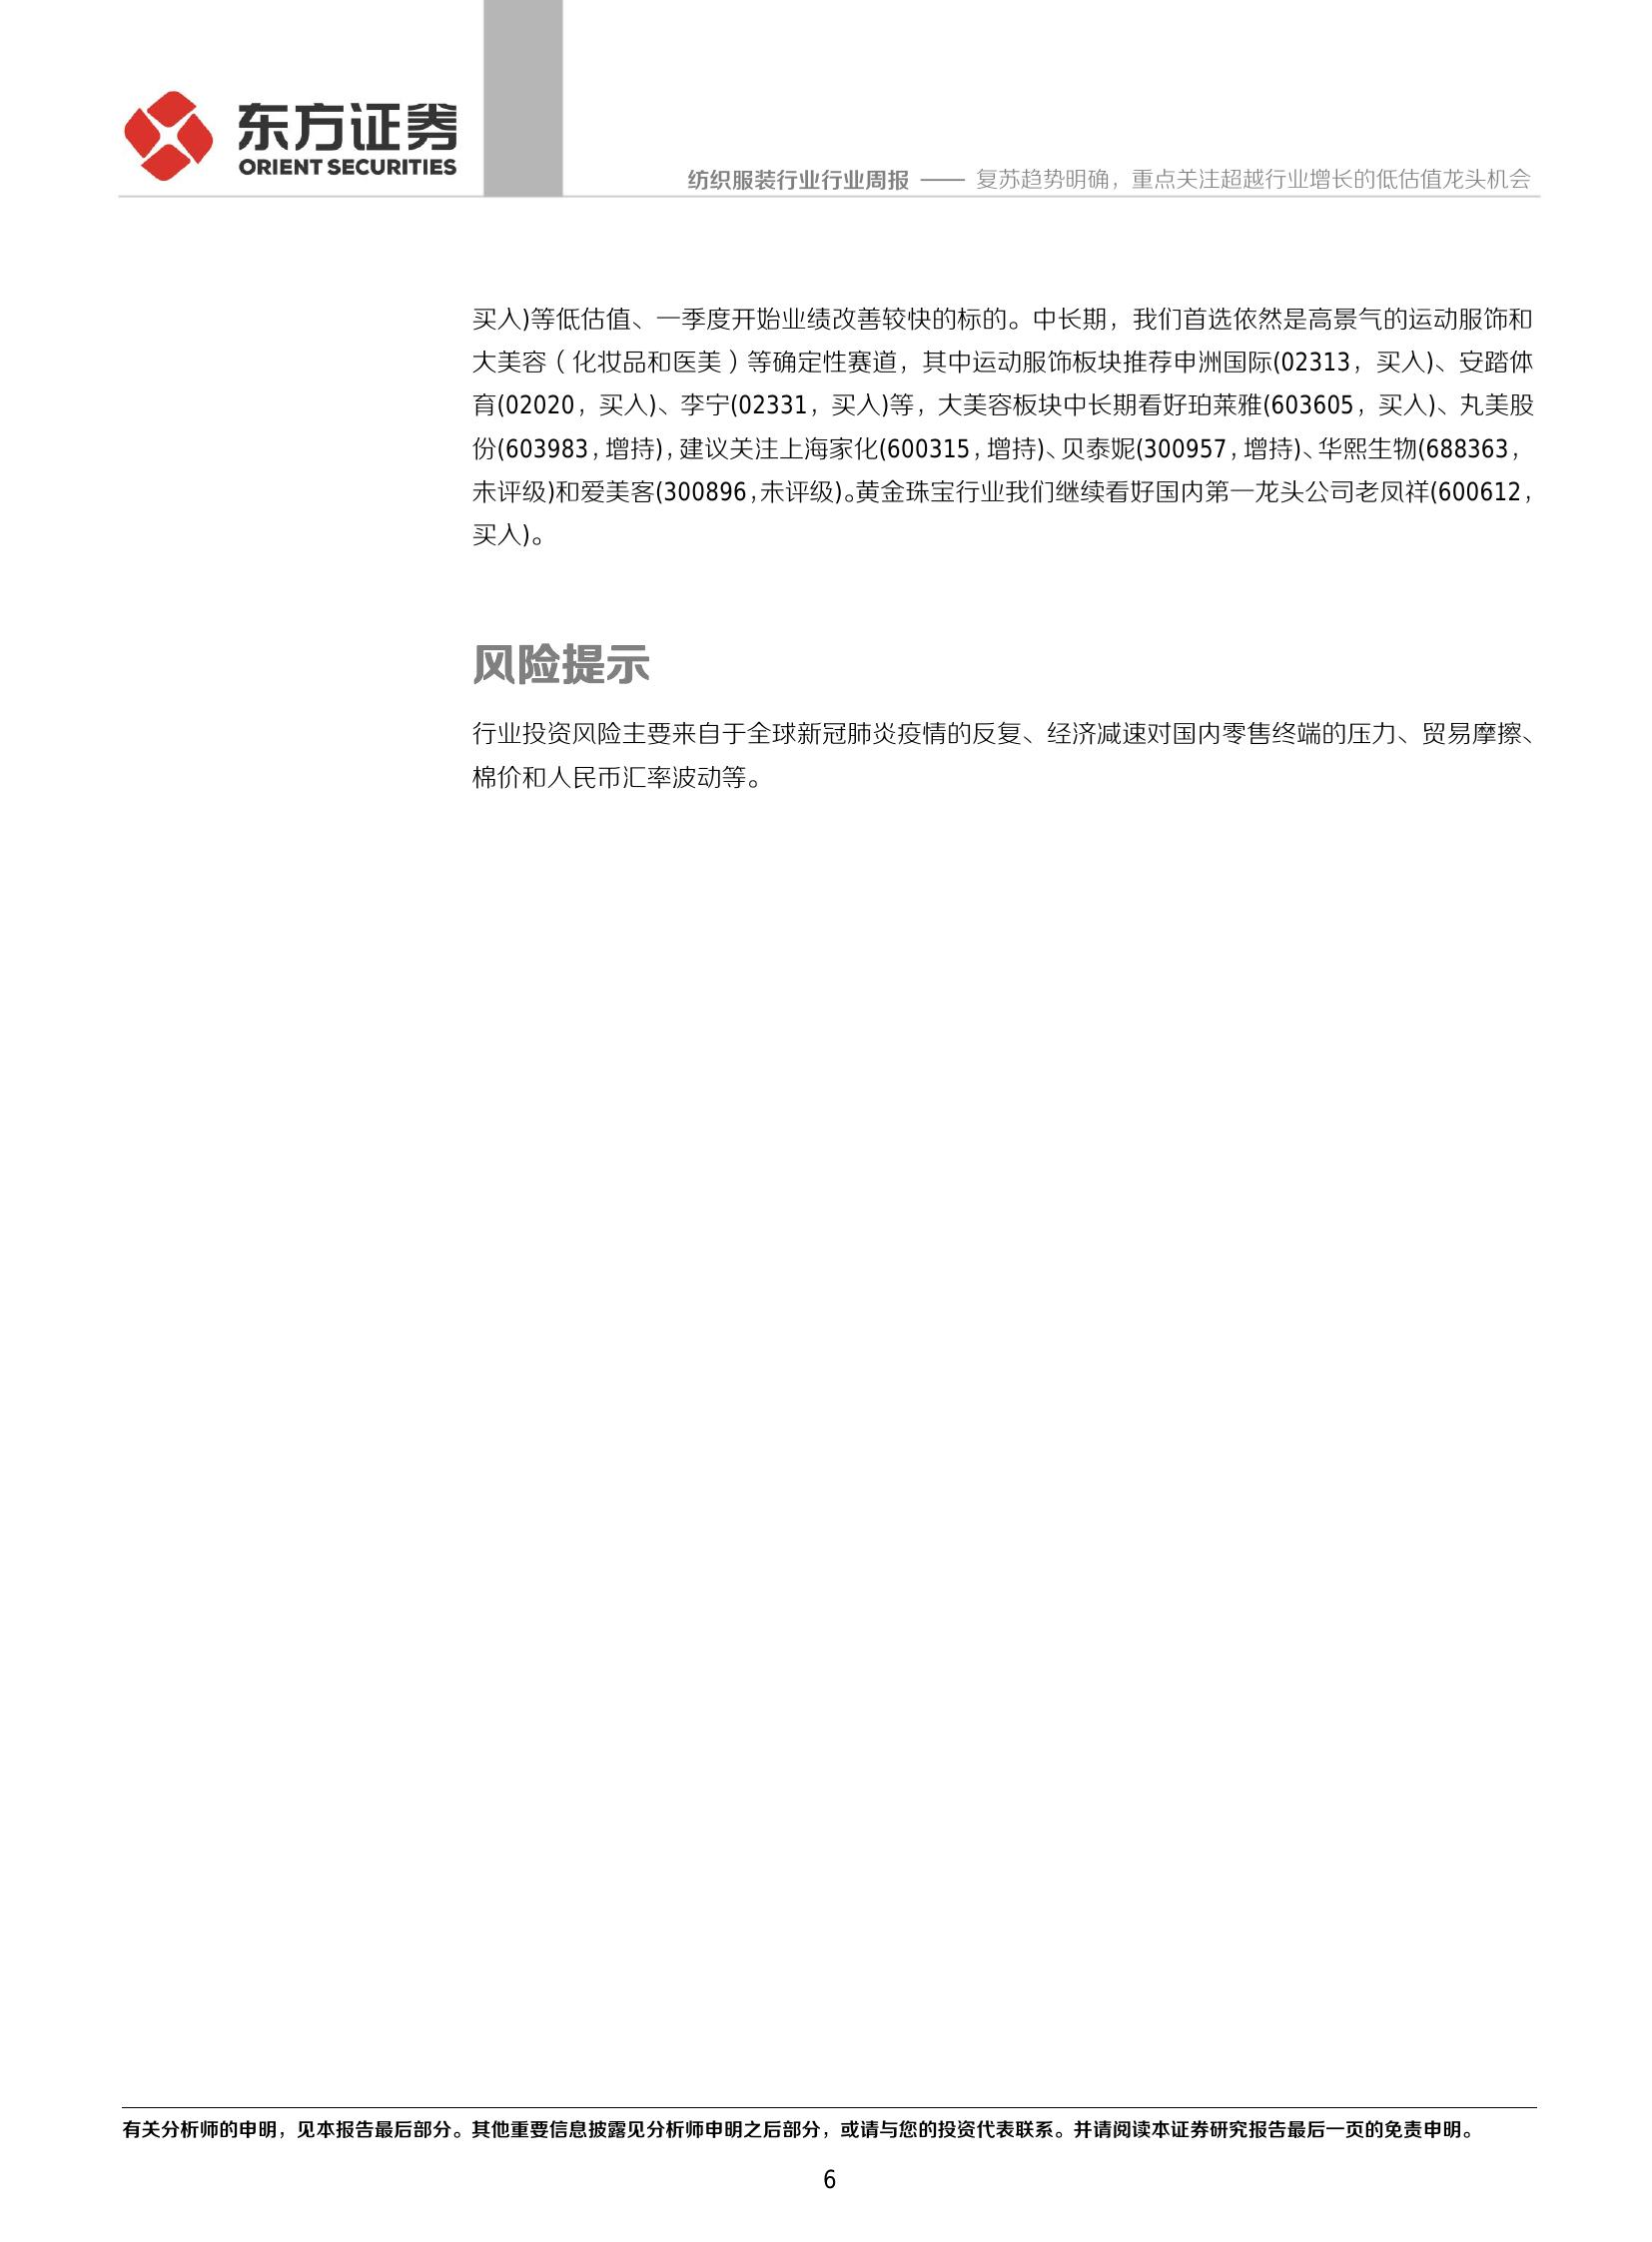 东方证券
ORIENT SECURITIES
纺织服装行业行业周报 —— 复苏趋势明确，重点关注超越行业增长的低估值龙头机会
买入)等低估值、一季度开始业绩改善较快的标的。中长期，我们首选依然是高景气的运动服饰和
大美容（化妆品和医美）等确定性赛道，其中运动服饰板块推荐申洲国际(02313，买入)、安踏体
育(02020，买入)、李宁(02331，买入)等，大美容板块中长期看好珀莱雅(603605，买入)、丸美股
份(603983，增持)，建议关注上海家化(600315，增持)、贝泰妮(300957，增持)、华熙生物(688363，
未评级)和爱美客(300896，未评级)。黄金珠宝行业我们继续看好国内第一龙头公司老凤祥(600612，
买入)。
风险提示
行业投资风险主要来自于全球新冠肺炎疫情的反复、经济减速对国内零售终端的压力、贸易摩擦、
棉价和人民币汇率波动等。
有关分析师的申明，见本报告最后部分。其他重要信息披露见分析师申明之后部分，或请与您的投资代表联系。并请阅读本证券研究报告最后一页的免责申明。
6